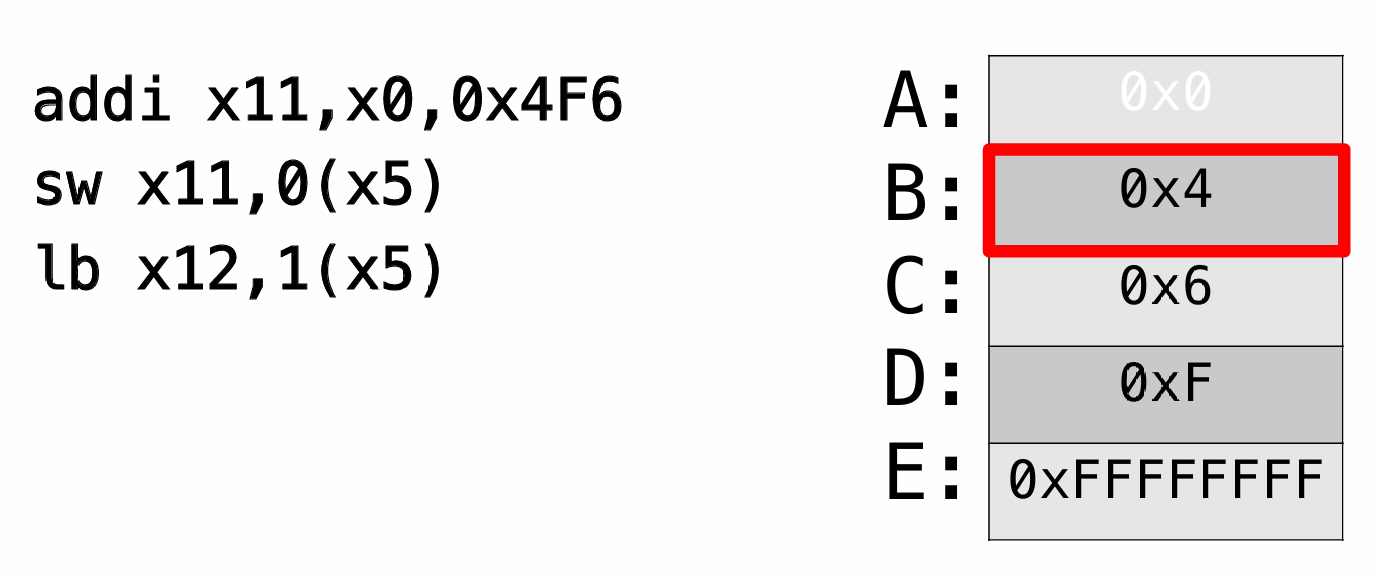 addi x11,x0,0x4F6
sw x11,0(x5)
lb x12,1(x5)
A: 0x0
B: 0x4
C: 0x6
D: 0xF
E: 0xFFFFFFFF